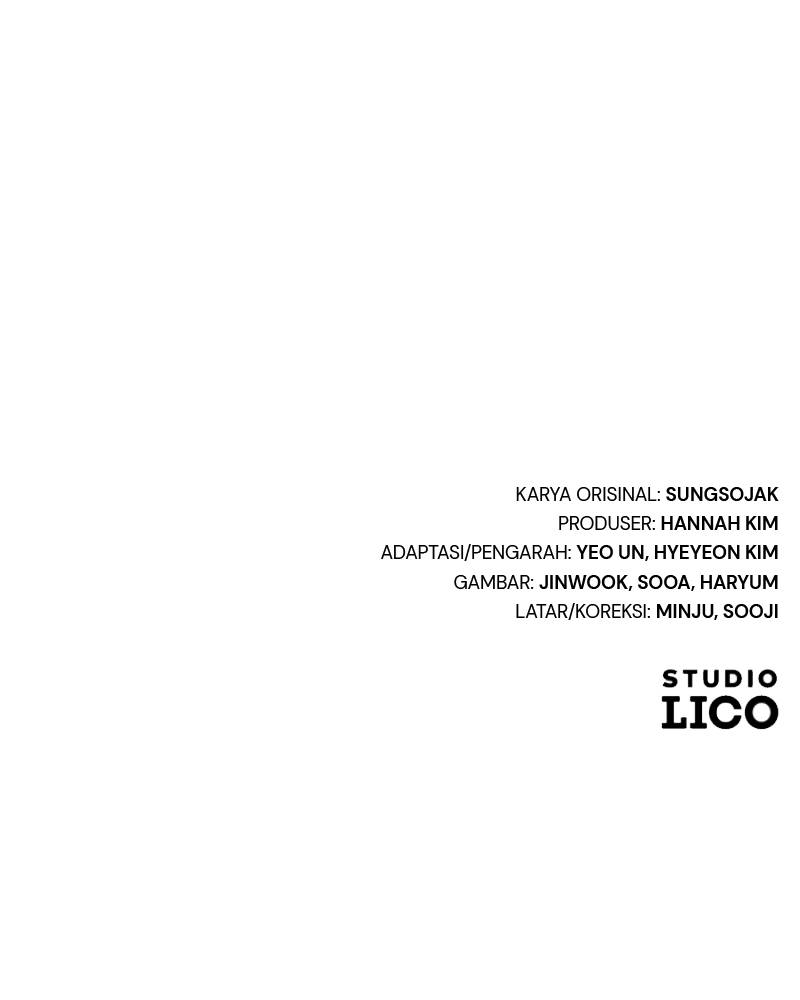 KARYA ORISINAL: SUNGSOJAK
PRODUSER: HANNAH KIM
ADAPTASI/PENGARAH: YEO UN, HYEYEON KIM
GAMBAR: JINWOOK, SOOA, HARYUM
LATAR/KOREKSI: MINJU, SOOJI
STUDIO
LICO